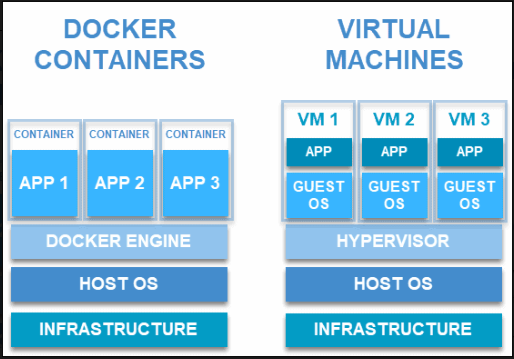 DOCKER
CONTAINERS
CONTAINER CONTAINER CONTAINER
APP 1 APP 2 APP 3
DOCKER ENGINE
HOST OS
INFRASTRUCTURE
VIRTUAL
MACHINES
VM 1 VM 2 VM 3
APP APP APP
GUEST GUEST GUEST
OS OS OS
HYPERVISOR
HOST OS
INFRASTRUCTURE